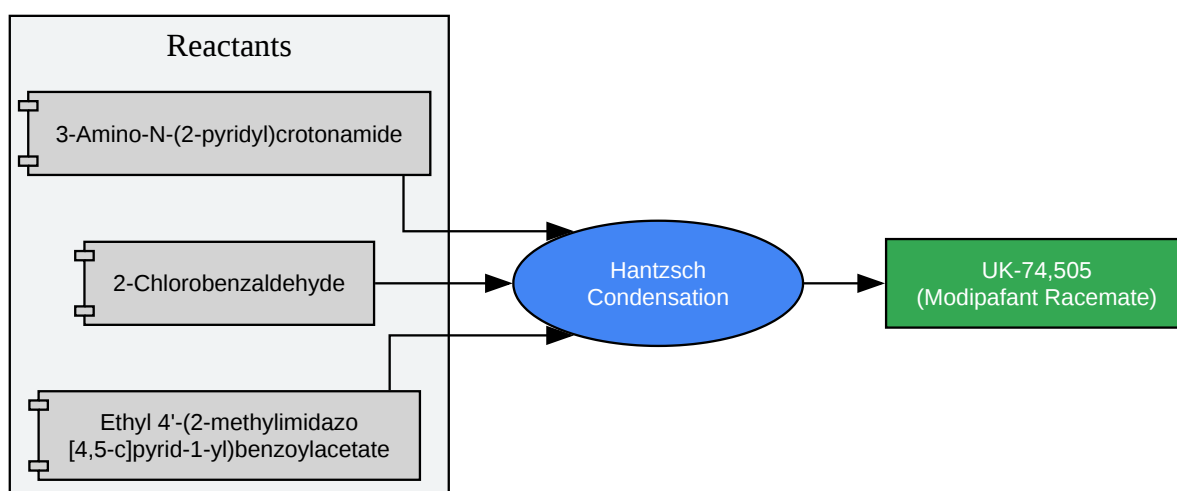 Reactants
3-Amino-N-(2-pyridyl)crotonamide
2-Chlorobenzaldehyde
Ethyl 4'-(2-methylimidazo
[4,5-c]pyrid-1-yl)benzoylacetate
Hantzsch
Condensation
UK-74,505
(Modipafant Racemate)